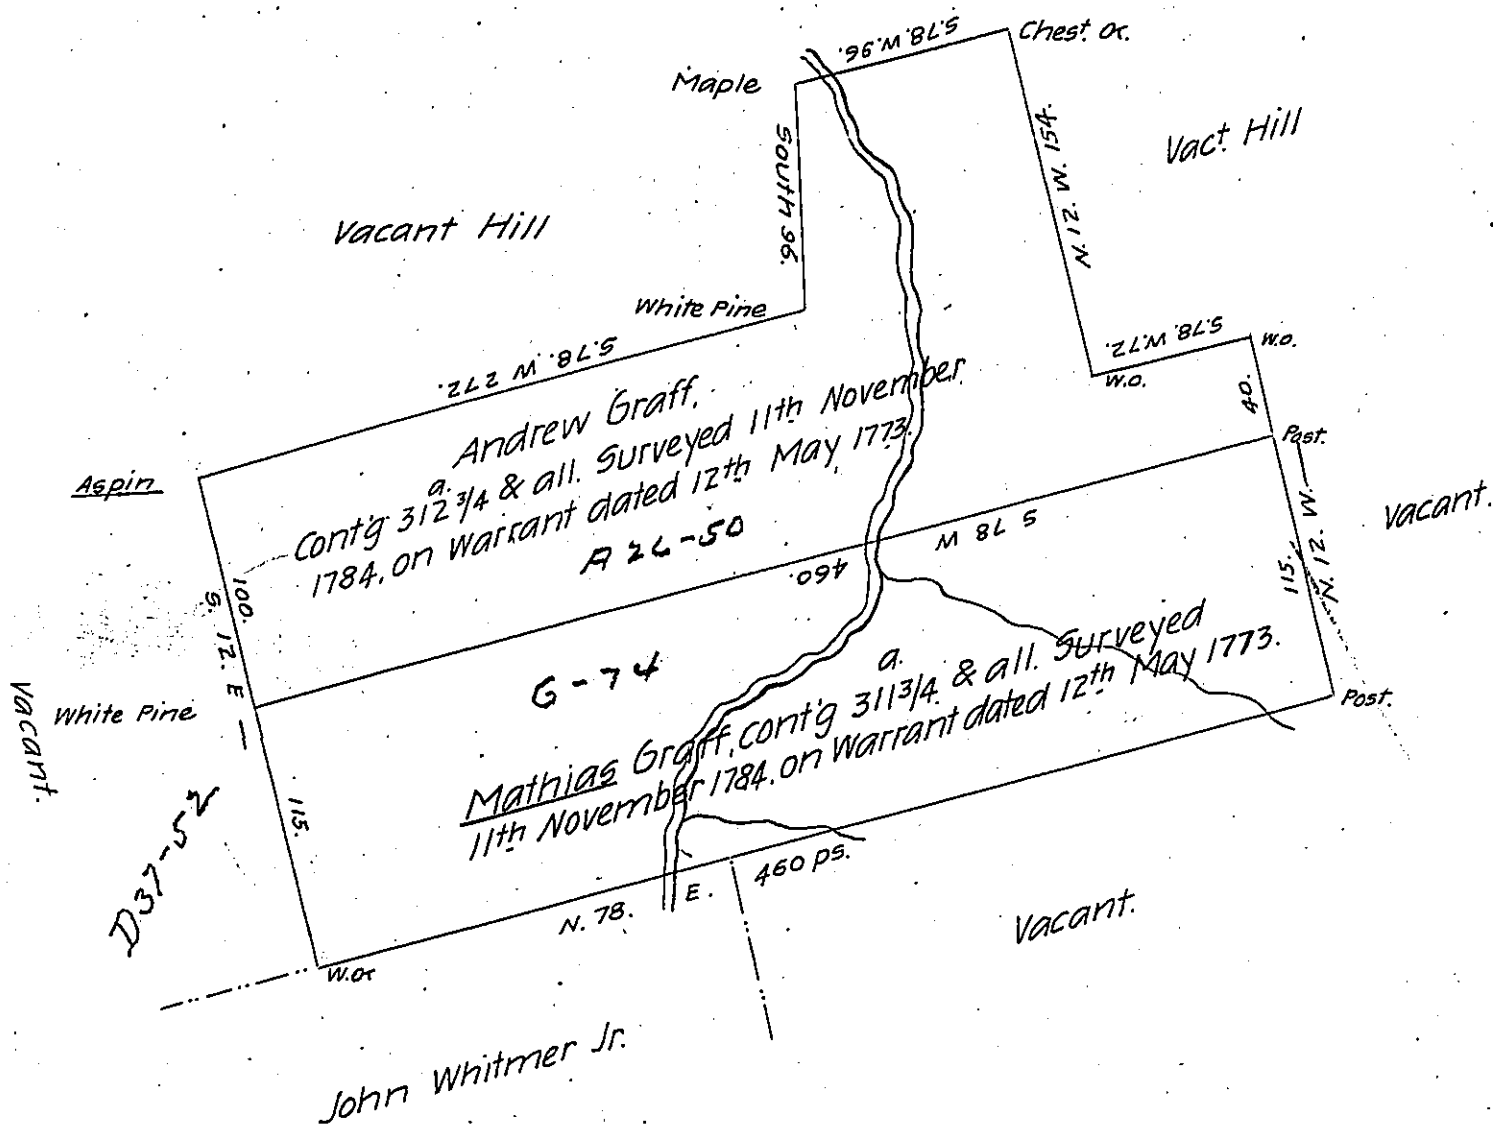 S.78.W.96.
Chest. or.
Maple
South 96.
N. 12. W. 154.
Vact. Hill
Vacant Hill
White Pine
S.78. W 272.
S.78. W.72.
W.O.
W.O.
40.
Post.
Aspin
Andrew Graff.
a.
Cont'g 312 3/4 & all. Surveyed 11th November
1784. on Warrant dated 12th May 1773.
A 26-50
S 78 W
460.
100.
S. 12. E
115.
N. 12. W.
Vacant.
G-74
White Pine
Vacant.
a.
Mathias Graff, cont'g 311 3/4 & all. Surveyed
11th November 1784. on Warrant dated 12th May 1773.
Post.
115.
D37-52
N. 78. E. 460 ps.
W.or
Vacant.
John Whitmer Jr.